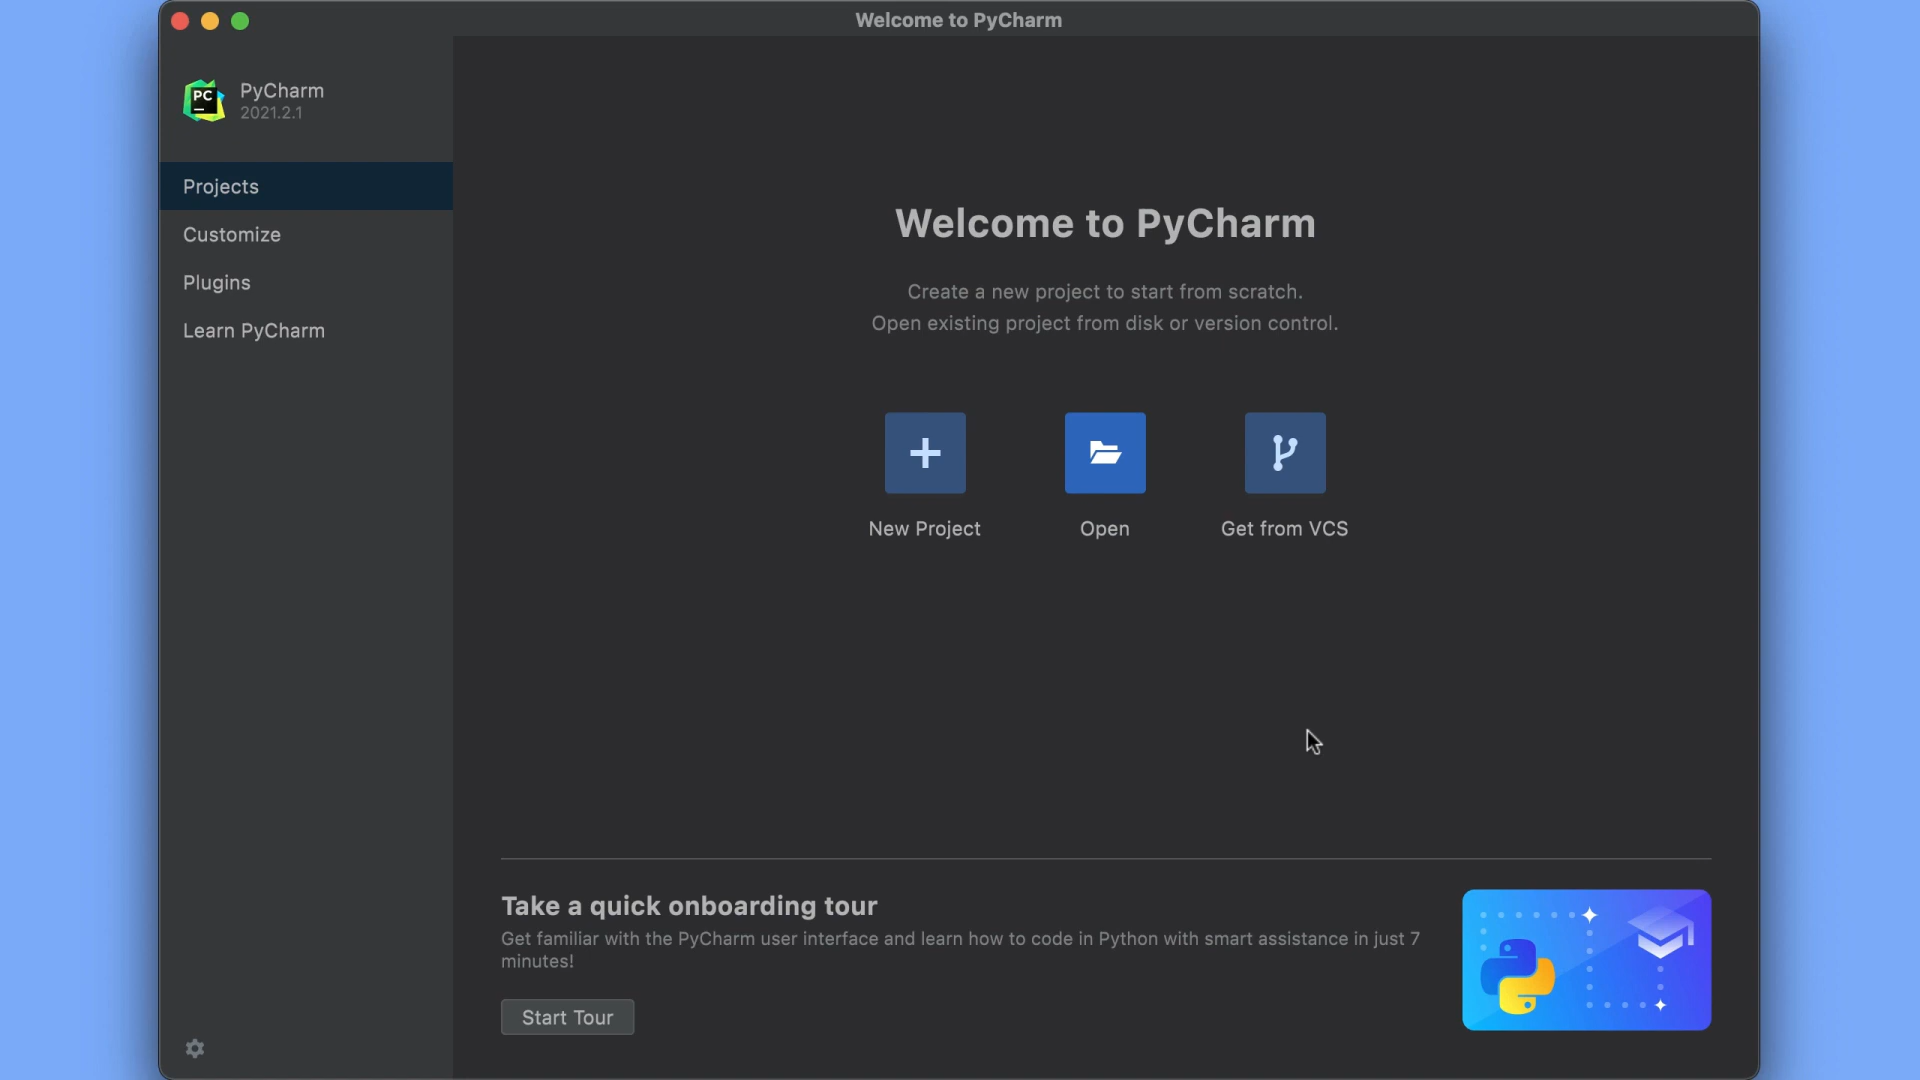 Welcome to PyCharm
PC
PyCharm
2021.2.1
Projects
Customize
Plugins
Learn PyCharm
Welcome to PyCharm
Create a new project to start from scratch.
Open existing project from disk or version control.
New Project
Open
Get from VCS
Take a quick onboarding tour
Get familiar with the PyCharm user interface and learn how to code in Python with smart assistance in just 7
minutes!
Start Tour